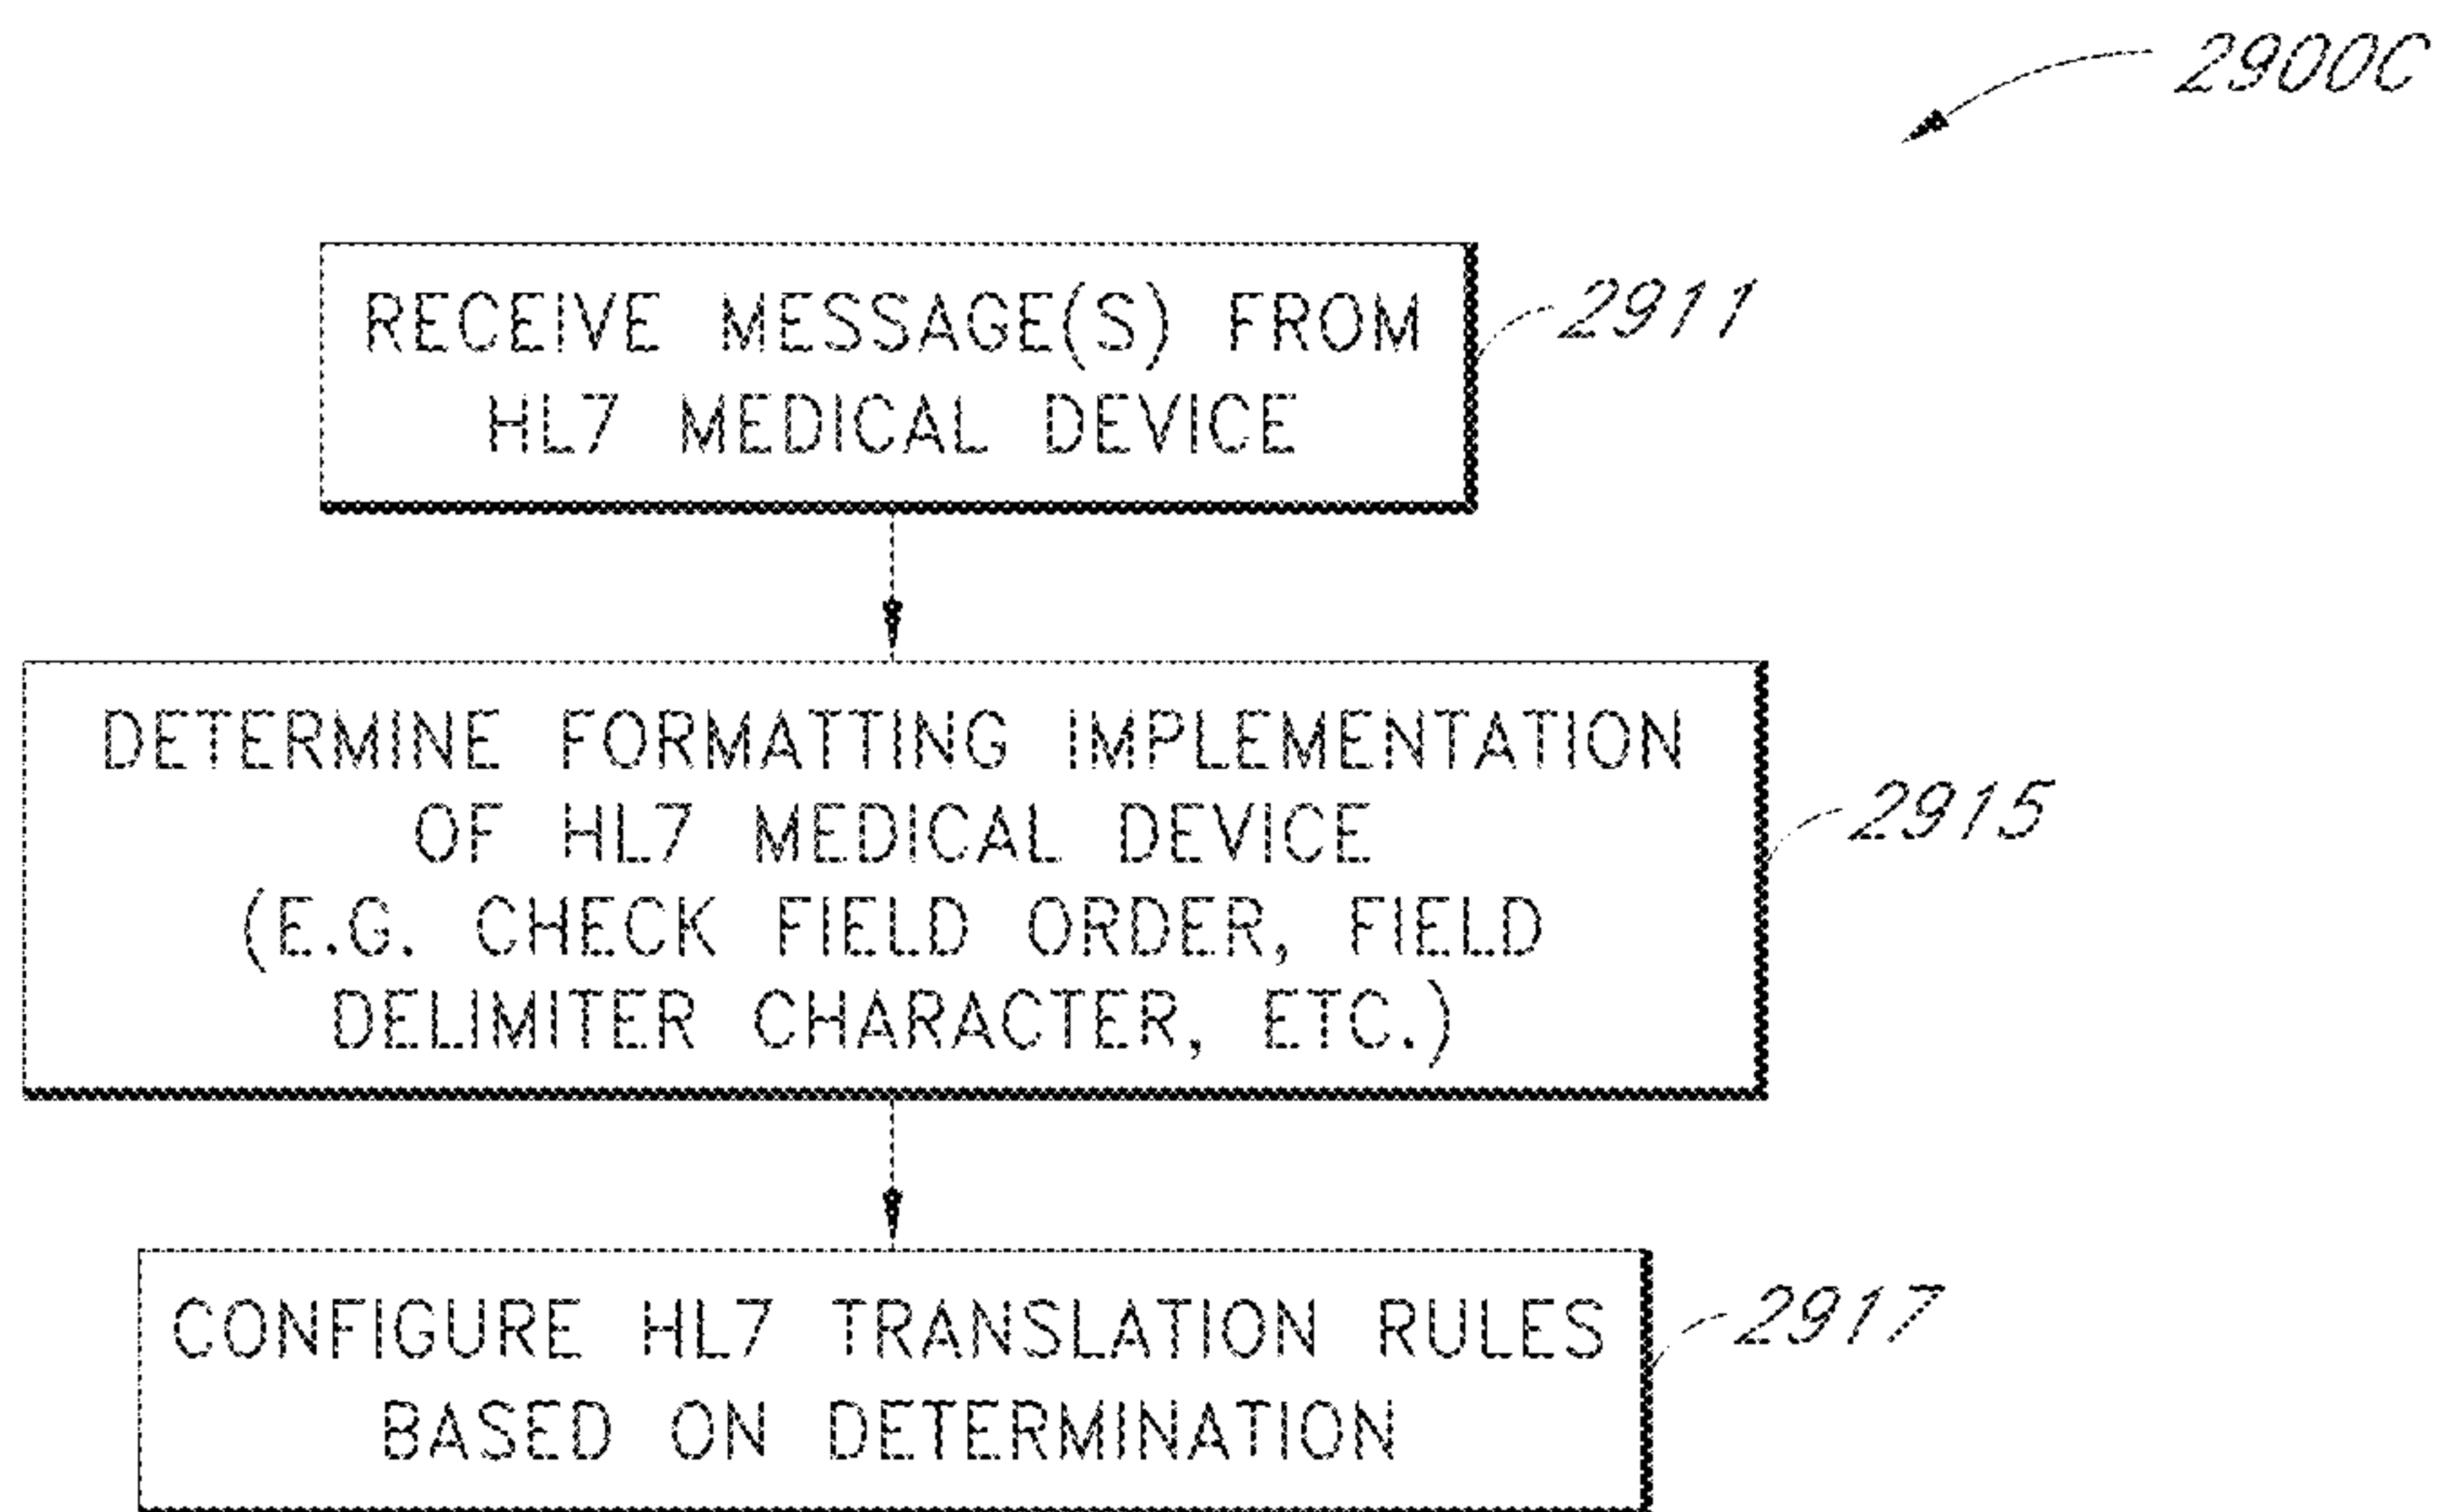 2900C
RECEIVE MESSAGE(S) FROM
HL7 MEDICAL DEVICE
2911
DETERMINE FORMATTING IMPLEMENTATION
OF HL7 MEDICAL DEVICE
(E.G. CHECK FIELD ORDER, FIELD
DELIMITER CHARACTER, ETC.)
2915
CONFIGURE HL7 TRANSLATION RULES
BASED ON DETERMINATION
2917